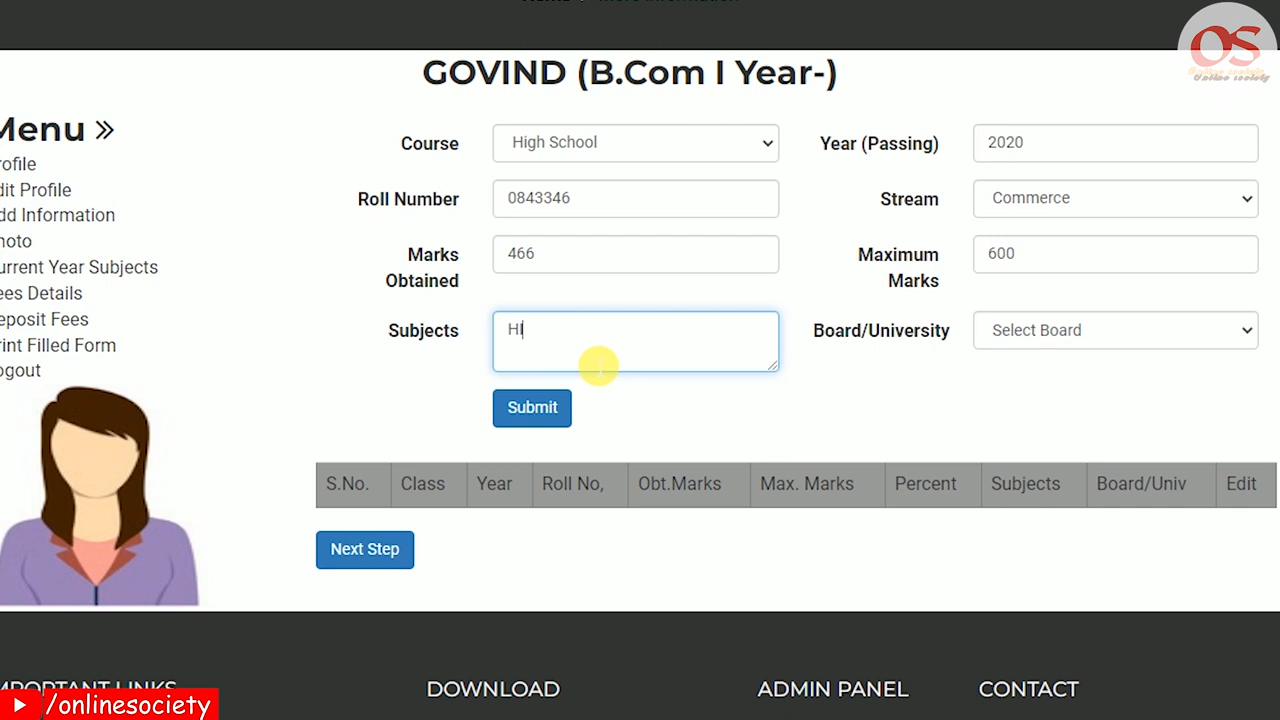 GOVIND (B.Com I Year-)
OS
Online society
Menu »
rofile
dit Profile
dd Information
hoto
urrent Year Subjects
ees Details
eposit Fees
rint Filled Form
ogout
Course High School Year (Passing) 2020
Roll Number 0843346 Stream Commerce
Marks Obtained 466 Maximum Marks 600
Subjects HI Board/University Select Board
Submit
S.No. Class Year Roll No, Obt.Marks Max. Marks Percent Subjects Board/Univ Edit
Next Step
DOWNLOAD ADMIN PANEL CONTACT
/onlinesociety